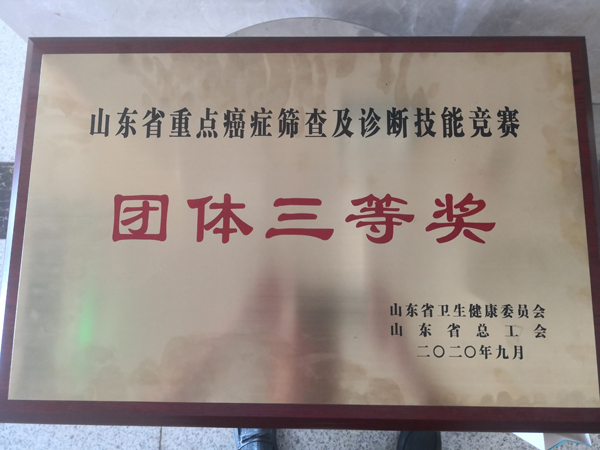 山东省重点癌症筛查及诊断技能竞赛
团体三等奖
山东省卫生健康委员会
山东省总工会
二〇二〇年九月